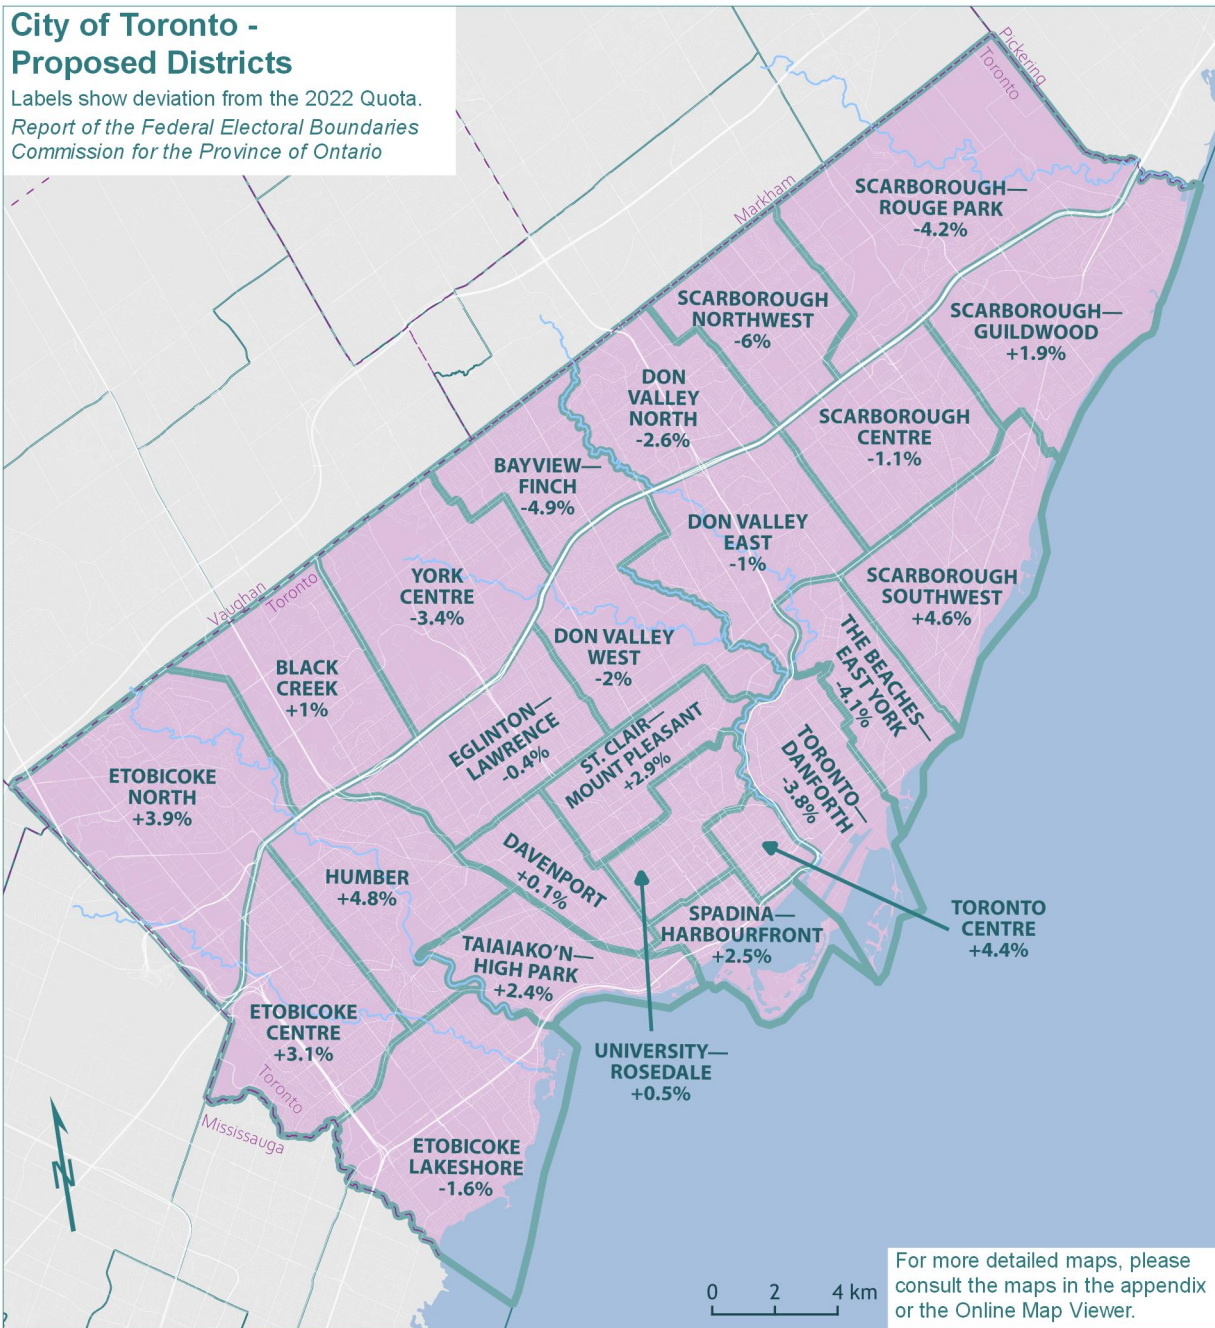 City of Toronto -
Proposed Districts
Labels show deviation from the 2022 Quota.
Report of the Federal Electoral Boundaries
Commission for the Province of Ontario
Pickering
Toronto
Markham
SCARBOROUGH—
ROUGE PARK
-4.2%
SCARBOROUGH
NORTHWEST
-6%
SCARBOROUGH—
GUILDWOOD
+1.9%
DON
VALLEY
NORTH
-2.6%
SCARBOROUGH
CENTRE
-1.1%
BAYVIEW—
FINCH
-4.9%
DON VALLEY
EAST
-1%
YORK
CENTRE
-3.4%
SCARBOROUGH
SOUTHWEST
+4.6%
Vaughan
Toronto
DON VALLEY
WEST
-2%
THE BEACHES—
EAST YORK
-4.1%
BLACK
CREEK
+1%
EGLINTON—
LAWRENCE
-0.4%
ST. CLAIR—
MOUNT PLEASANT
+2.9%
TORONTO—
DANFORTH
-3.8%
ETOBICOKE
NORTH
+3.9%
HUMBER
+4.8%
DAVENPORT
+0.1%
SPADINA—
HARBOURFRONT
+2.5%
TORONTO
CENTRE
+4.4%
TAIAIAKO'N—
HIGH PARK
+2.4%
ETOBICOKE
CENTRE
+3.1%
UNIVERSITY—
ROSEDALE
+0.5%
Toronto
Mississauga
ETOBICOKE
LAKESHORE
-1.6%
N
0 2 4 km
For more detailed maps, please
consult the maps in the appendix
or the Online Map Viewer.